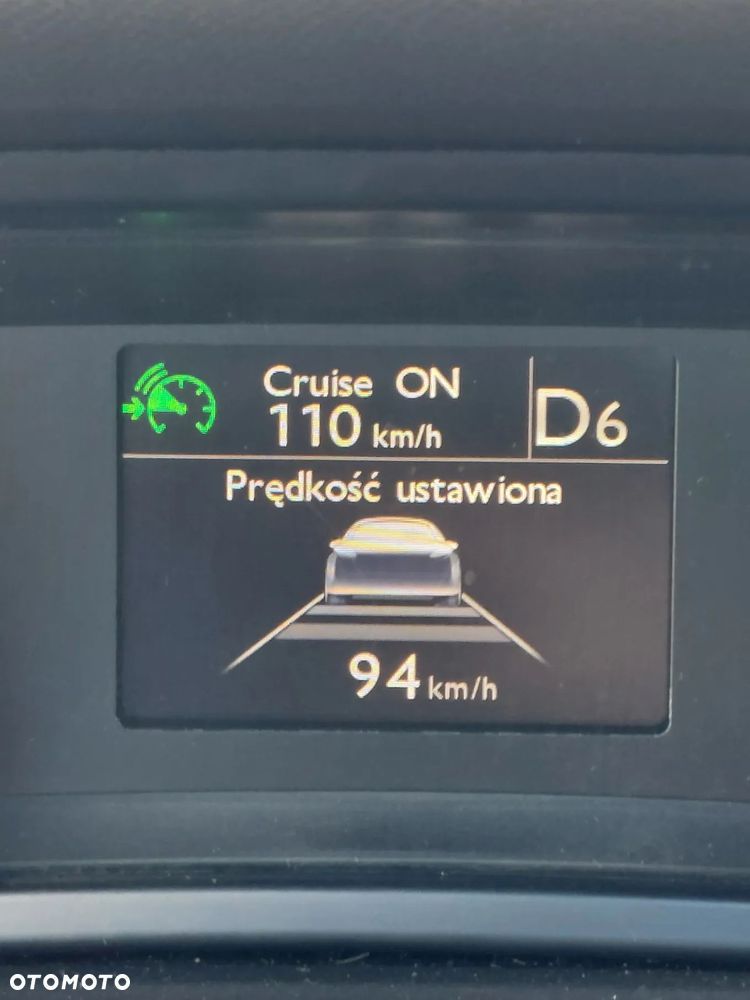 Cruise ON
110 km/h
D6
Prędkość ustawiona
94 km/h
OTOMOTO